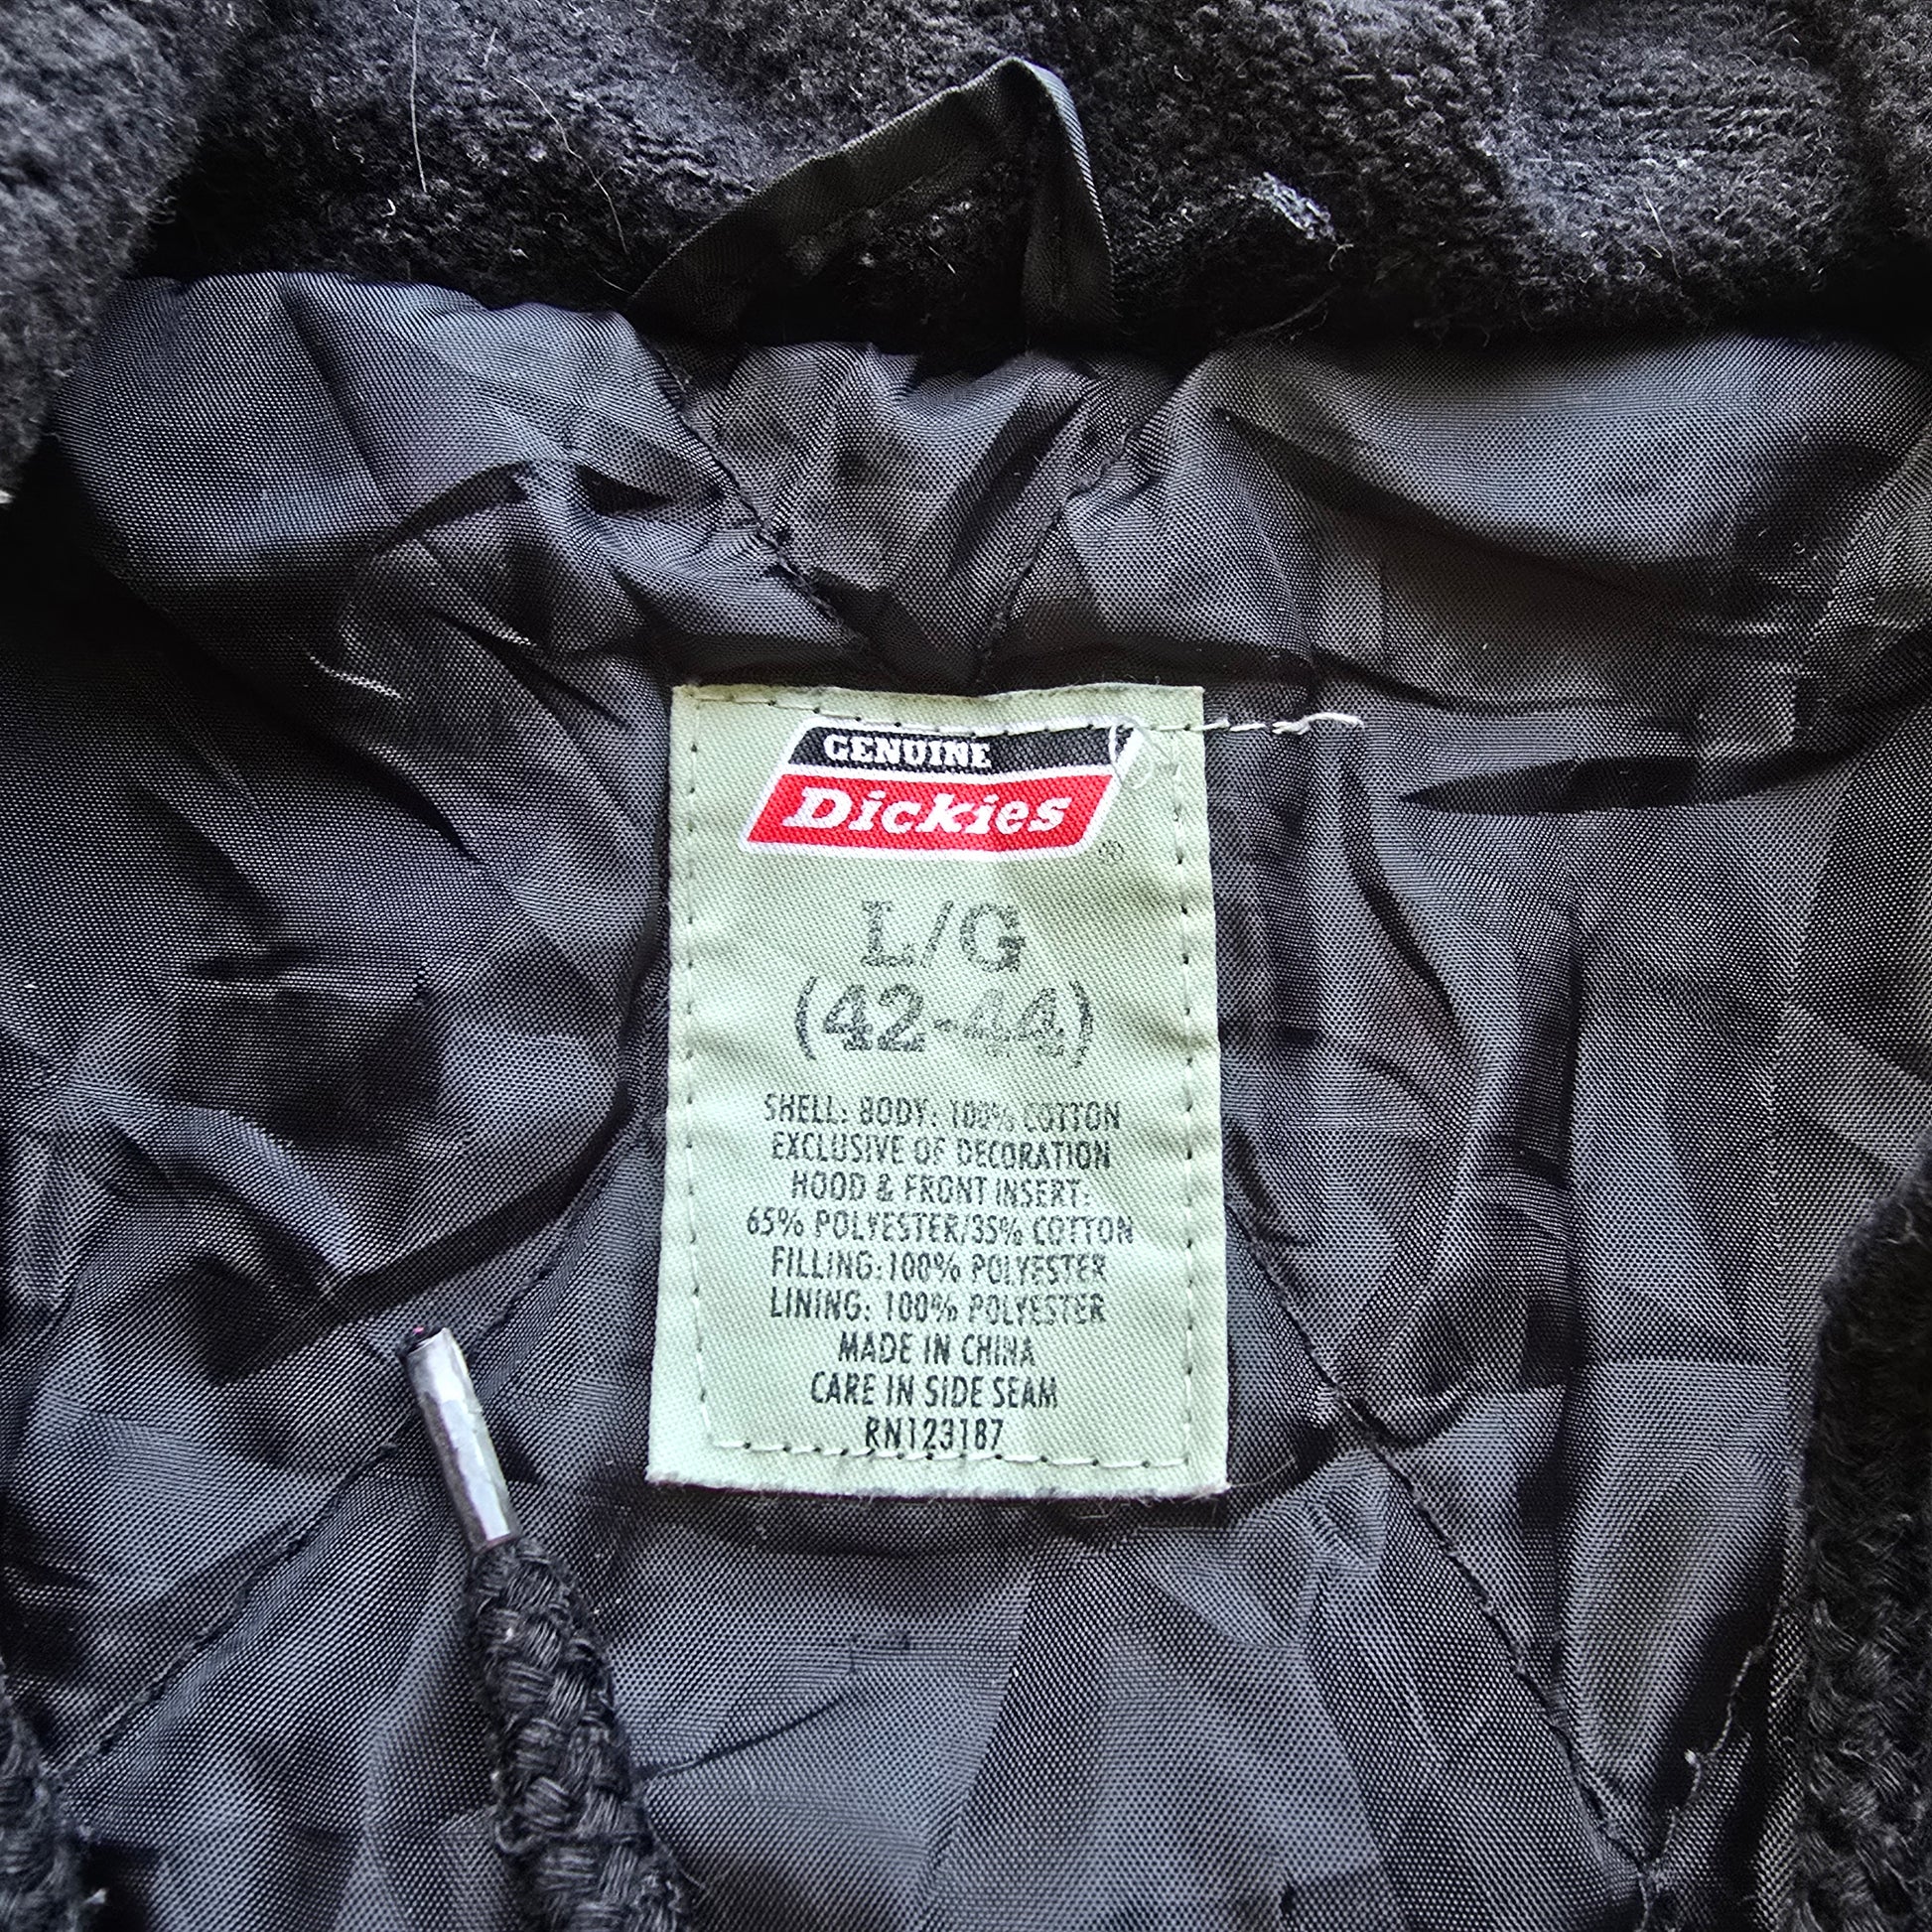 GENUINE
Dickies
L/G
(42-44)
SHELL: BODY: 100% COTTON
EXCLUSIVE OF DECORATION
HOOD & FRONT INSERT:
65% POLYESTER/35% COTTON
FILLING:100% POLYESTER
LINING: 100% POLYESTER
MADE IN CHINA
CARE IN SIDE SEAM
RN123187